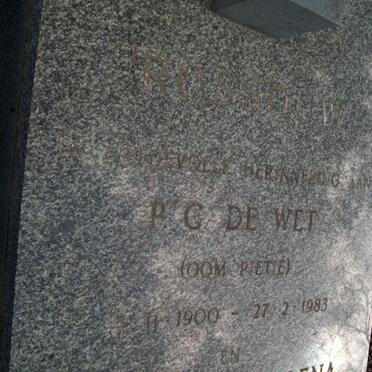 ROSSOUW
IN LIEFDEVOLLE HERINNERING AAN
P C DE WET
(OOM PIETIE)
11 1900 - 27 2 1983
EN